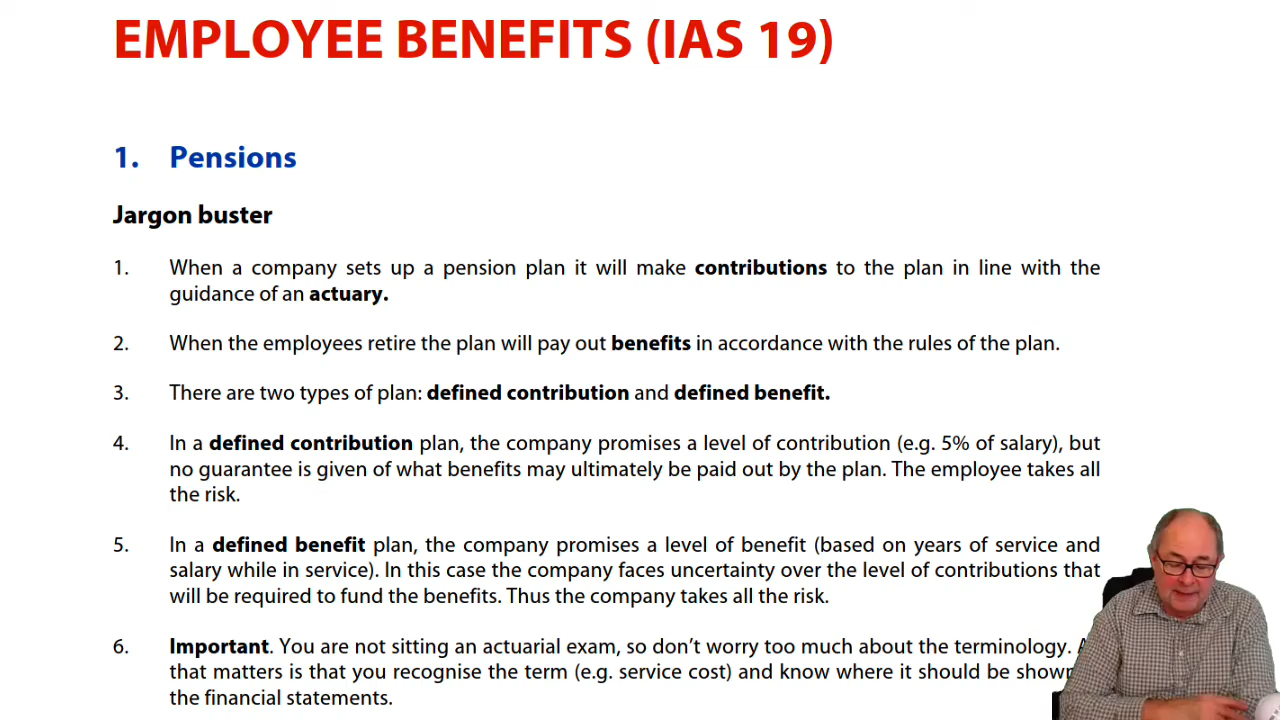 EMPLOYEE BENEFITS (IAS 19)
1. Pensions
Jargon buster
1. When a company sets up a pension plan it will make contributions to the plan in line with the
guidance of an actuary.
2. When the employees retire the plan will pay out benefits in accordance with the rules of the plan.
3. There are two types of plan: defined contribution and defined benefit.
4. In a defined contribution plan, the company promises a level of contribution (e.g. 5% of salary), but
no guarantee is given of what benefits may ultimately be paid out by the plan. The employee takes all
the risk.
5. In a defined benefit plan, the company promises a level of benefit (based on years of service and
salary while in service). In this case the company faces uncertainty over the level of contributions that
will be required to fund the benefits. Thus the company takes all the risk.
6. Important. You are not sitting an actuarial exam, so don't worry too much about the terminology.
that matters is that you recognise the term (e.g. service cost) and know where it should be shown
the financial statements.